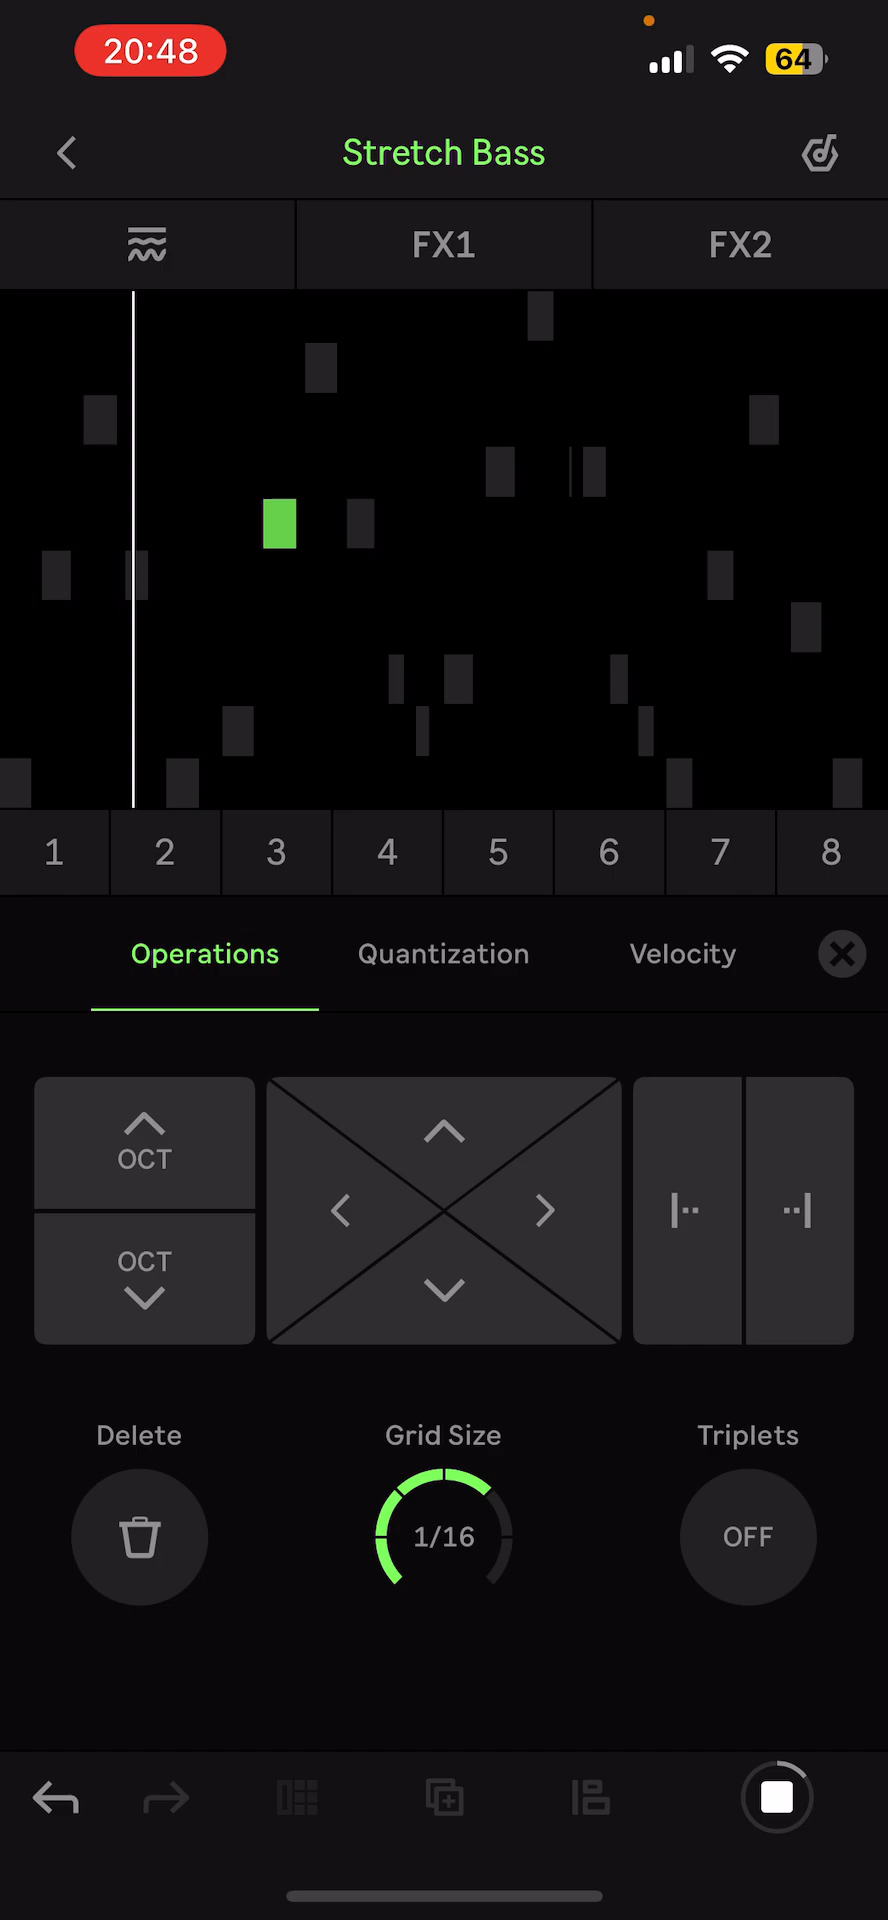 20:48
64
Stretch Bass
FX1
FX2
1 2 3 4 5 6 7 8
Operations
Quantization
Velocity
OCT
OCT
Delete
Grid Size
Triplets
1/16
OFF